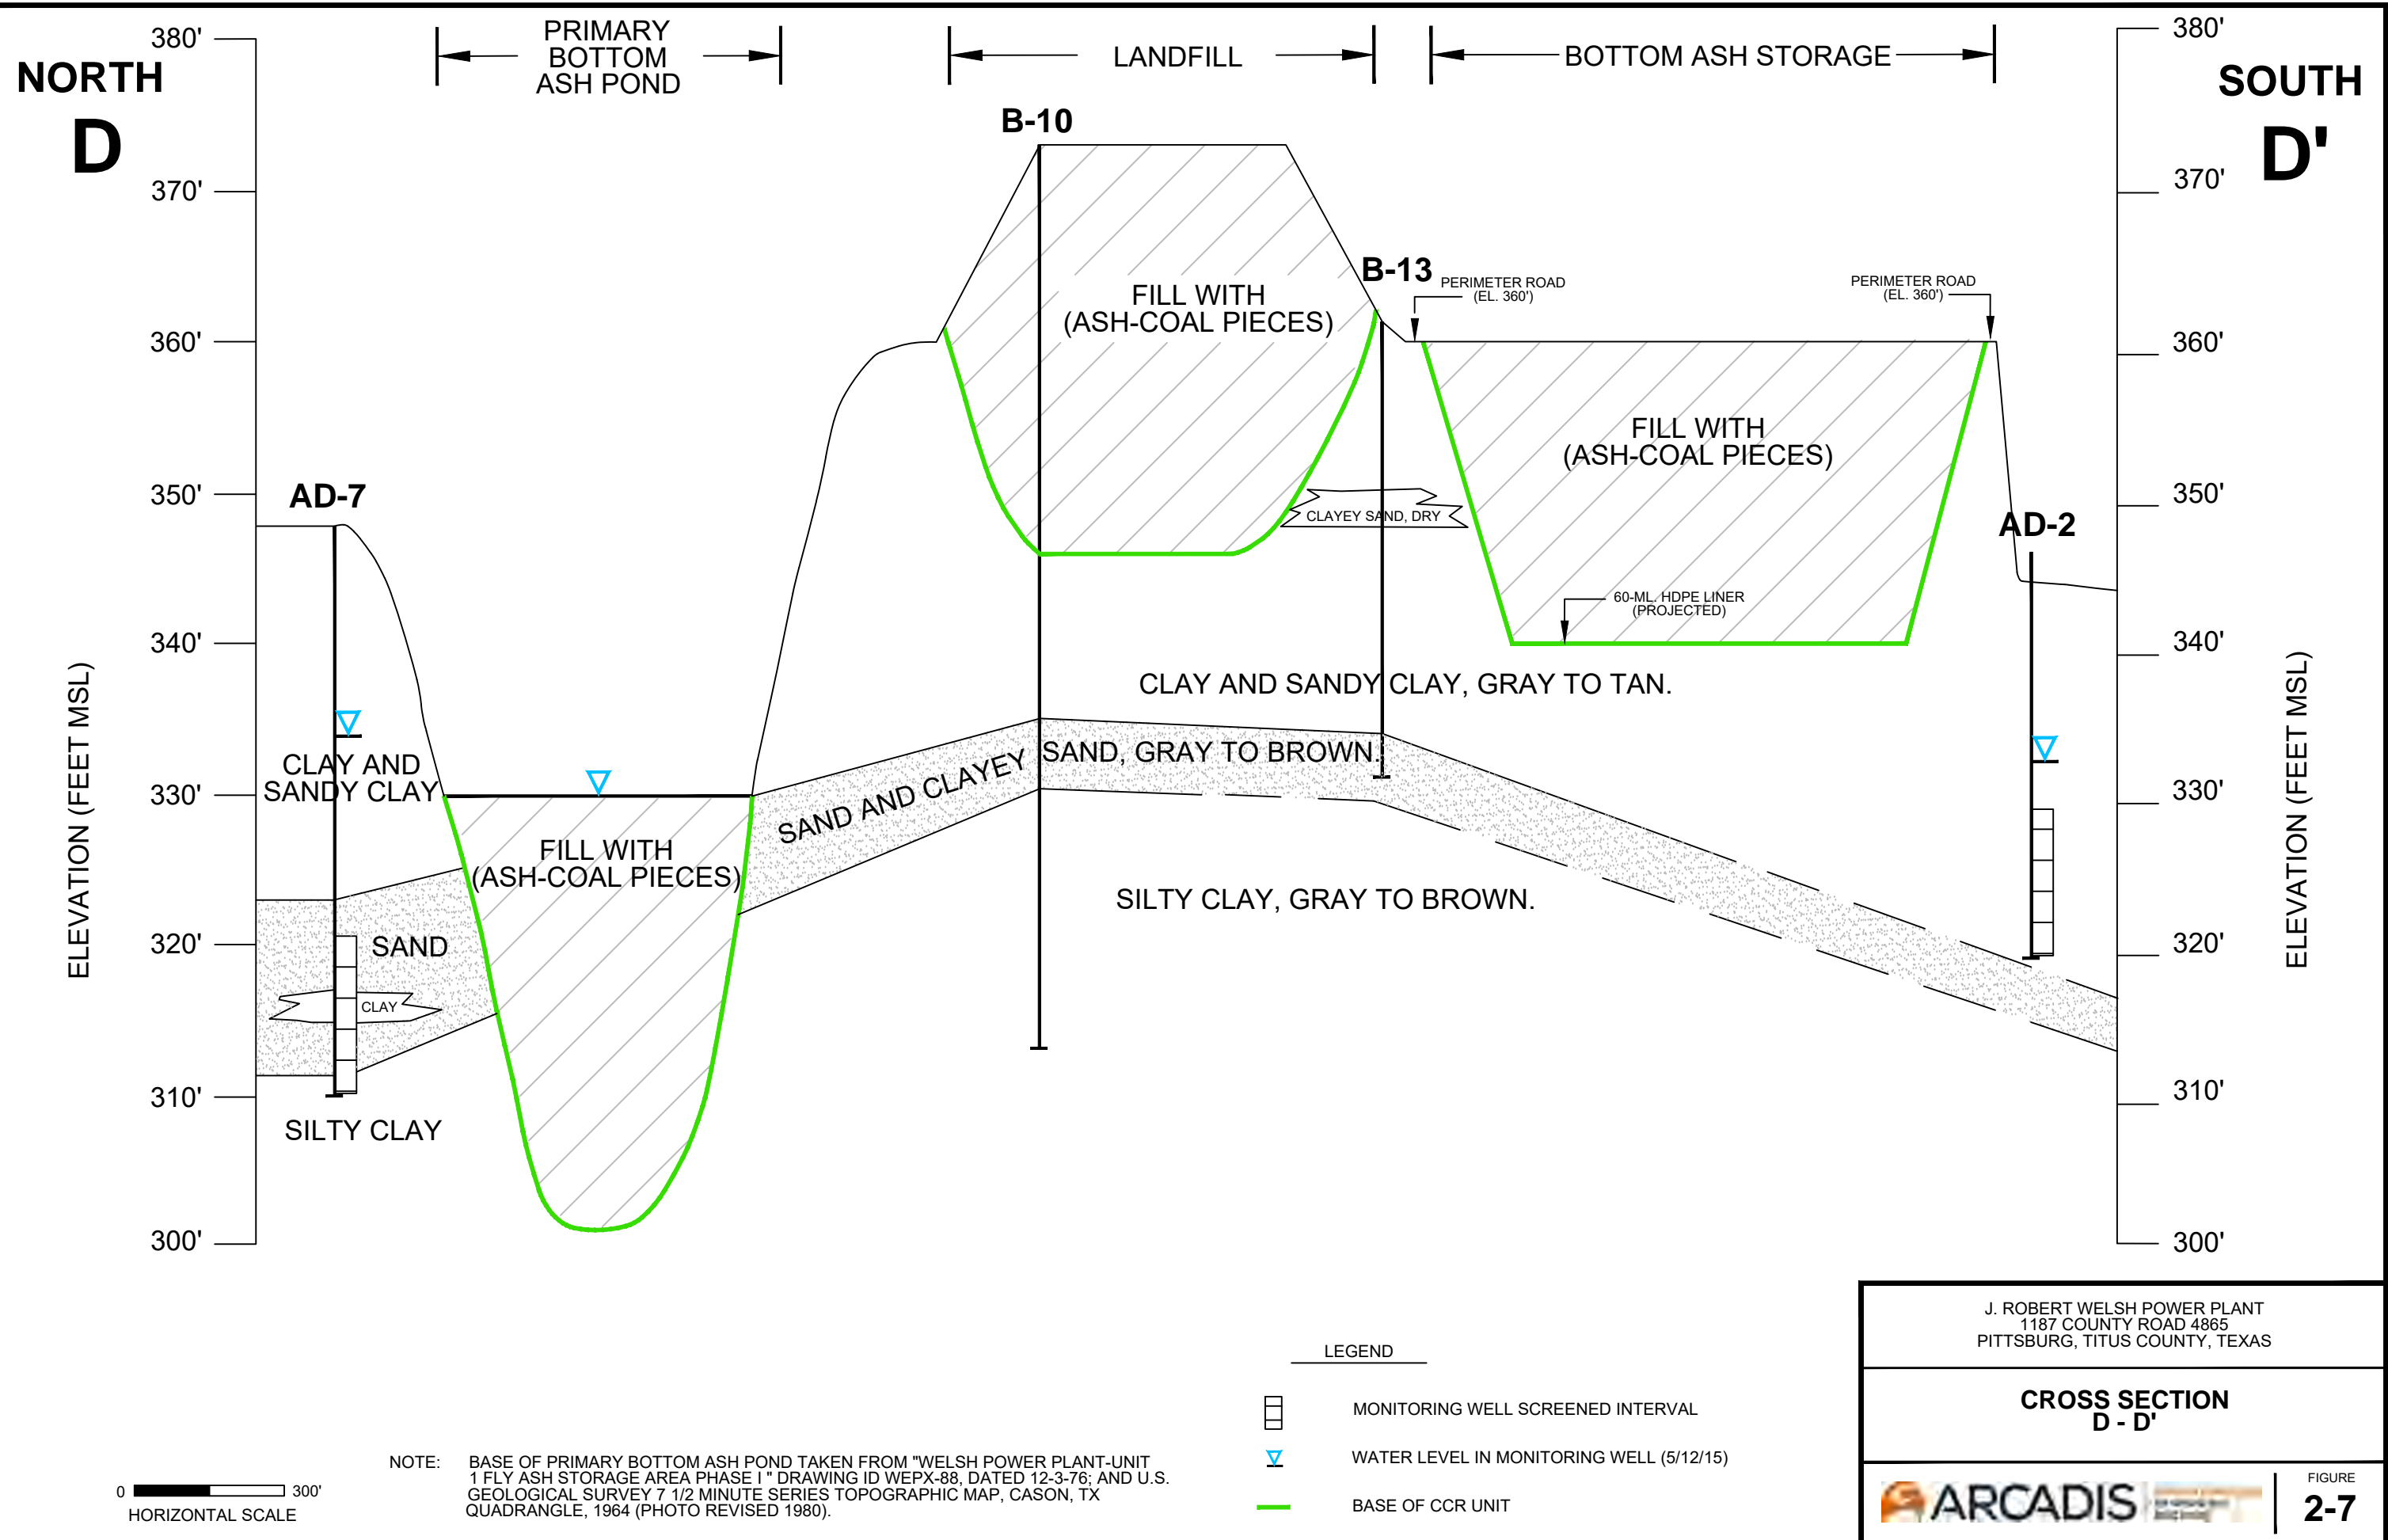 NORTH
D
SOUTH
D'
PRIMARY
BOTTOM
ASH POND
LANDFILL
BOTTOM ASH STORAGE
380'
370'
360'
350'
340'
330'
320'
310'
300'
ELEVATION (FEET MSL)
380'
370'
360'
350'
340'
330'
320'
310'
300'
ELEVATION (FEET MSL)
B-10
B-13
AD-7
AD-2
PERIMETER ROAD
(EL. 360')
PERIMETER ROAD
(EL. 360')
FILL WITH
(ASH-COAL PIECES)
FILL WITH
(ASH-COAL PIECES)
CLAYEY SAND, DRY
60-ML. HDPE LINER
(PROJECTED)
CLAY AND SANDY CLAY, GRAY TO TAN.
SAND AND CLAYEY SAND, GRAY TO BROWN.
CLAY AND
SANDY CLAY
FILL WITH
(ASH-COAL PIECES)
SILTY CLAY, GRAY TO BROWN.
SAND
CLAY
SILTY CLAY
LEGEND
MONITORING WELL SCREENED INTERVAL
WATER LEVEL IN MONITORING WELL (5/12/15)
BASE OF CCR UNIT
NOTE: BASE OF PRIMARY BOTTOM ASH POND TAKEN FROM "WELSH POWER PLANT-UNIT
1 FLY ASH STORAGE AREA PHASE I " DRAWING ID WEPX-88, DATED 12-3-76; AND U.S.
GEOLOGICAL SURVEY 7 1/2 MINUTE SERIES TOPOGRAPHIC MAP, CASON, TX
QUADRANGLE, 1964 (PHOTO REVISED 1980).
0 300'
HORIZONTAL SCALE
J. ROBERT WELSH POWER PLANT
1187 COUNTY ROAD 4865
PITTSBURG, TITUS COUNTY, TEXAS
CROSS SECTION
D - D'
ARCADIS
FIGURE
2-7